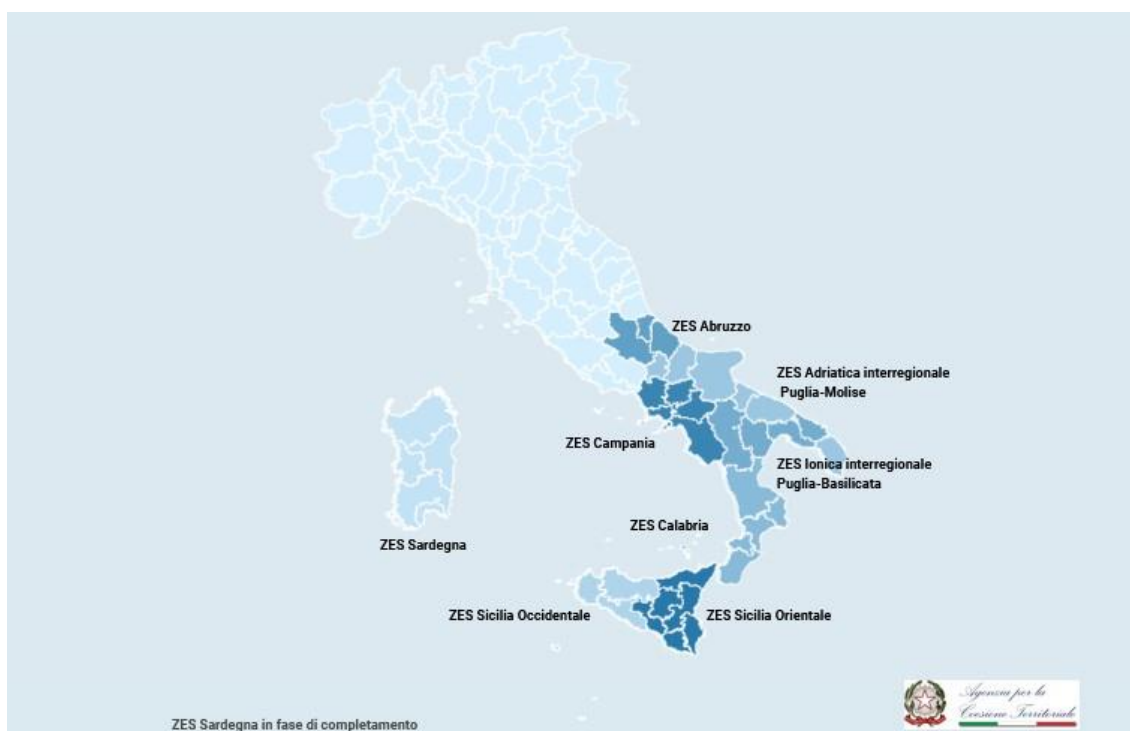 ZES Abruzzo
ZES Adriatica interregionale
Puglia-Molise
ZES Campania
ZES Ionica interregionale
Puglia-Basilicata
ZES Calabria
ZES Sardegna
ZES Sicilia Occidentale
ZES Sicilia Orientale
Agenzia per la
Coesione Territoriale
ZES Sardegna in fase di completamento